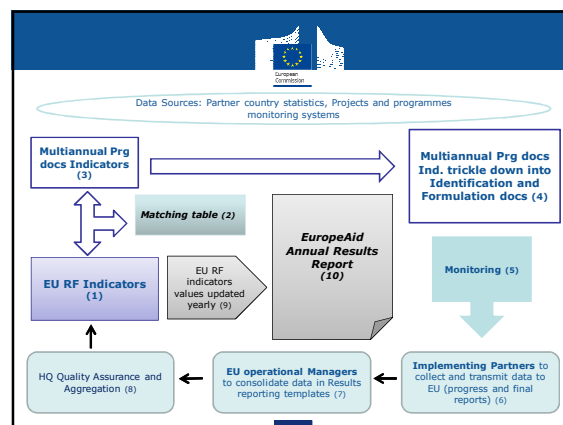 European
Commission
Data Sources: Partner country statistics, Projects and programmes
monitoring systems
Multiannual Prg
docs Indicators
(3)
Multiannual Prg docs
Ind. trickle down into
Identification and
Formulation docs (4)
Matching table (2)
EuropeAid
Annual Results
Report
(10)
Monitoring (5)
EU RF Indicators
(1)
EU RF
indicators
values updated
yearly (9)
HQ Quality Assurance and
Aggregation (8)
EU operational Managers
to consolidate data in Results
reporting templates (7)
Implementing Partners to
collect and transmit data to
EU (progress and final
reports) (6)